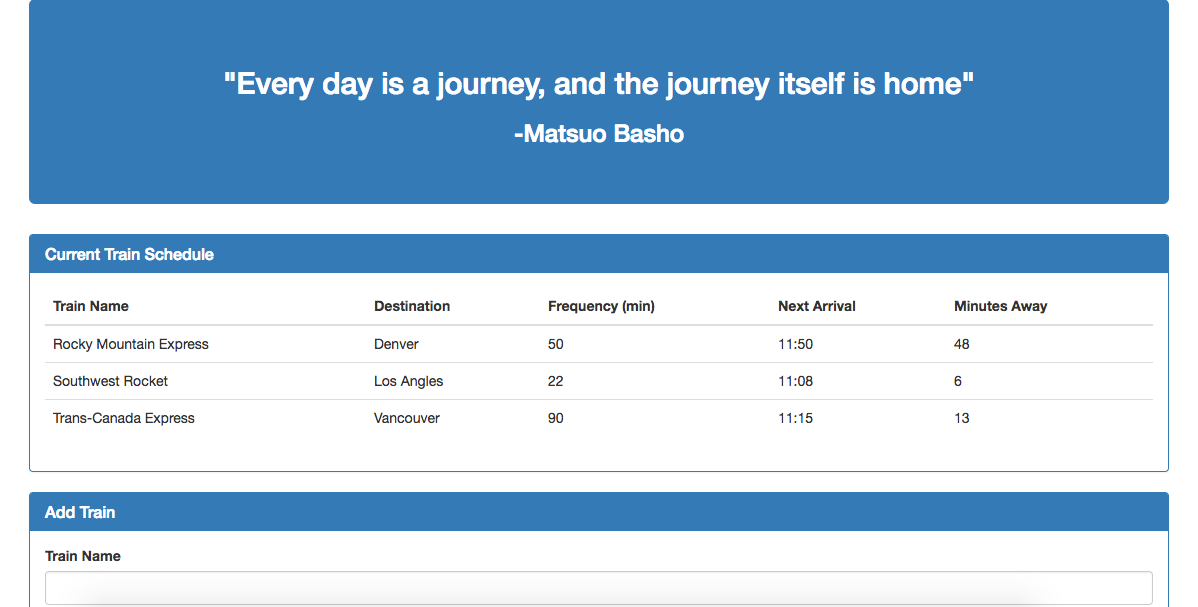 "Every day is a journey, and the journey itself is home"
-Matsuo Basho
Current Train Schedule
Train Name Destination Frequency (min) Next Arrival Minutes Away
Rocky Mountain Express Denver 50 11:50 48
Southwest Rocket Los Angles 22 11:08 6
Trans-Canada Express Vancouver 90 11:15 13
Add Train
Train Name